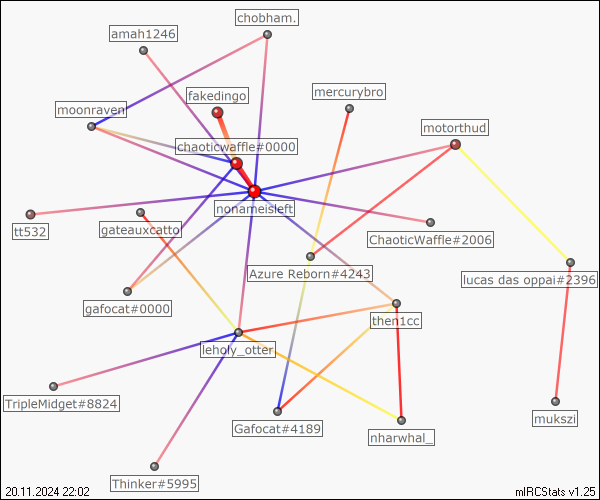 chobham.
amah1246
fakedingo
mercurybro
moonraven
motorthud
chaoticwaffle#0000
nonameisleft
tt532
gateauxcatto
ChaoticWaffle#2006
Azure Reborn#4243
lucas das oppai#2396
gafocat#0000
then1cc
leholy_otter
TripleMidget#8824
mukszi
Gafocat#4189
nharwhal_
Thinker#5995
20.11.2024 22:02
mIRCStats v1.25